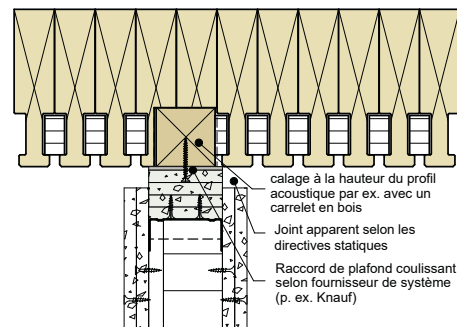 calage à la hauteur du profil
acoustique par ex. avec un
carrelet en bois
Joint apparent selon les
directives statiques
Raccord de plafond coulissant
selon fournisseur de système
(p. ex. Knauf)